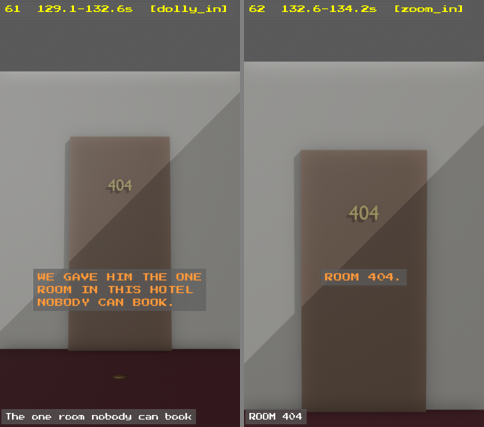 61 129.1-132.6s [dolly_in]
404
WE GAVE HIM THE ONE
ROOM IN THIS HOTEL
NOBODY CAN BOOK.
The one room nobody can book
62 132.6-134.2s [zoom_in]
404
ROOM 404.
ROOM 404